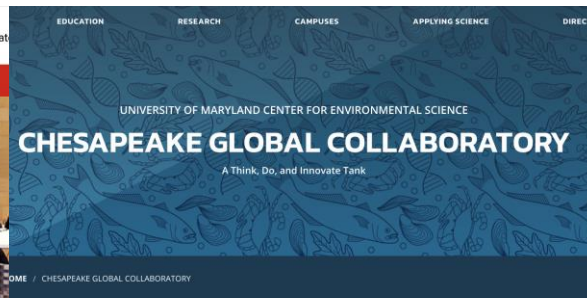 EDUCATION RESEARCH CAMPUSES APPLYING SCIENCE
UNIVERSITY OF MARYLAND CENTER FOR ENVIRONMENTAL SCIENCE
CHESAPEAKE GLOBAL COLLABORATORY
A Think, Do, and Innovate Tank
OME / CHESAPEAKE GLOBAL COLLABORATORY